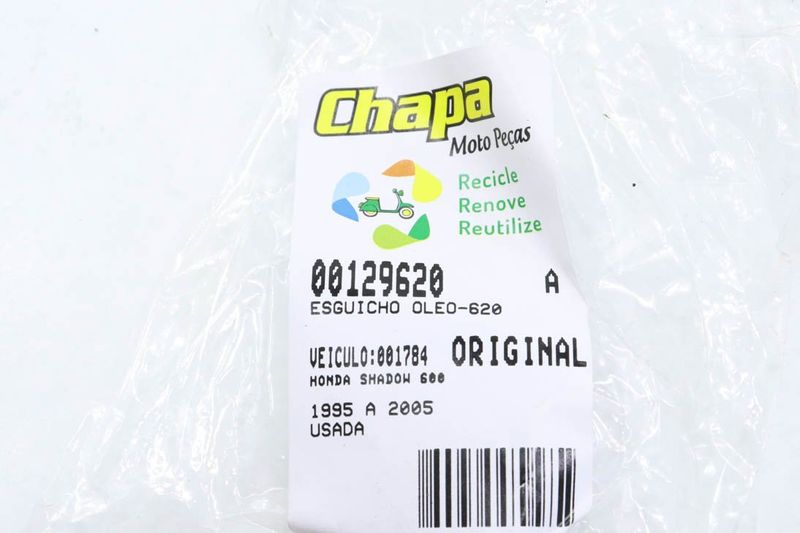 Chapa
Moto Peças
Recicle
Renove
Reutilize
00129620 A
ESGUICHO OLEO-620
VEICULO:001784 ORIGINAL
HONDA SHADOW 600
1995 A 2005
USADA